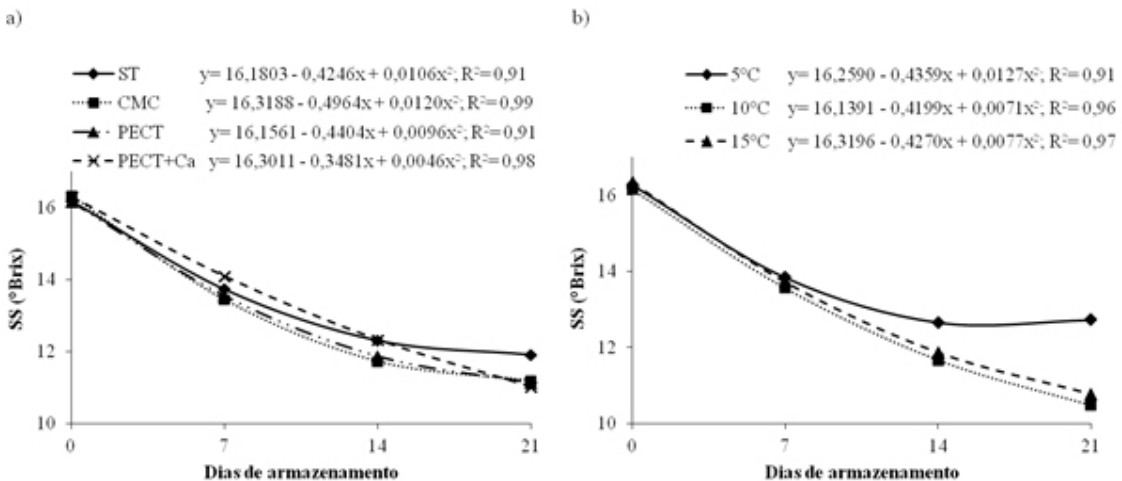 a)
ST y= 16,1803 - 0,4246x + 0,0106x²; R²= 0,91
CMC y= 16,3188 - 0,4964x + 0,0120x²; R²= 0,99
PECT y= 16,1561 - 0,4404x + 0,0096x²; R²= 0,91
PECT+Ca y= 16,3011 - 0,3481x + 0,0046x²; R²= 0,98
16
14
12
10
SS (°Brix)
0 7 14 21
Dias de armazenamento
b)
5°C y= 16,2590 - 0,4359x + 0,0127x²; R²= 0,91
10°C y= 16,1391 - 0,4199x + 0,0071x²; R²= 0,96
15°C y= 16,3196 - 0,4270x + 0,0077x²; R²= 0,97
16
14
12
10
SS (°Brix)
0 7 14 21
Dias de armazenamento